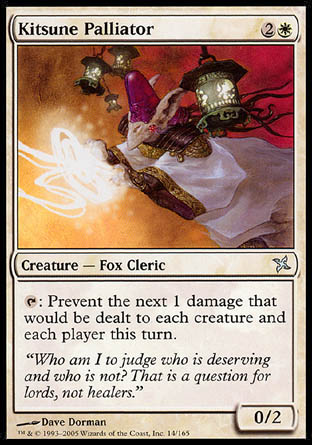 Kitsune Palliator 2
Creature — Fox Cleric
: Prevent the next 1 damage that
would be dealt to each creature and
each player this turn.
“Who am I to judge who is deserving
and who is not? That is a question for
lords, not healers.”
Dave Dorman
™ & © 1993–2005 Wizards of the Coast, Inc. 14/165
0/2